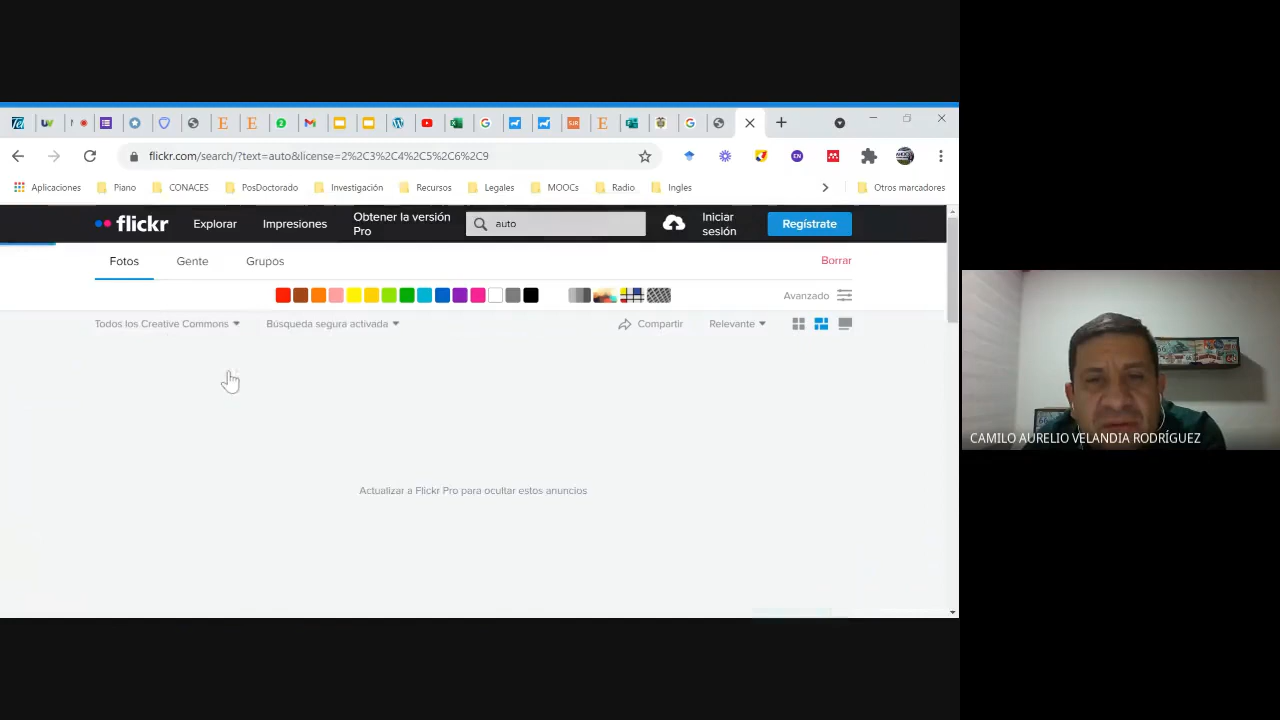 flickr.com/search/?text=auto&license=2%2C3%2C4%2C5%2C6%2C9
Aplicaciones Piano CONACES PosDoctorado Investigación Recursos Legales MOOCs Radio Ingles Otros marcadores
flickr Explorar Impresiones Obtener la versión Pro auto Iniciar sesión Regístrate
Fotos Gente Grupos Borrar
Avanzado
Todos los Creative Commons Búsqueda segura activada Compartir Relevante
CAMILO AURELIO VELANDIA RODRÍGUEZ
Actualizar a Flickr Pro para ocultar estos anuncios